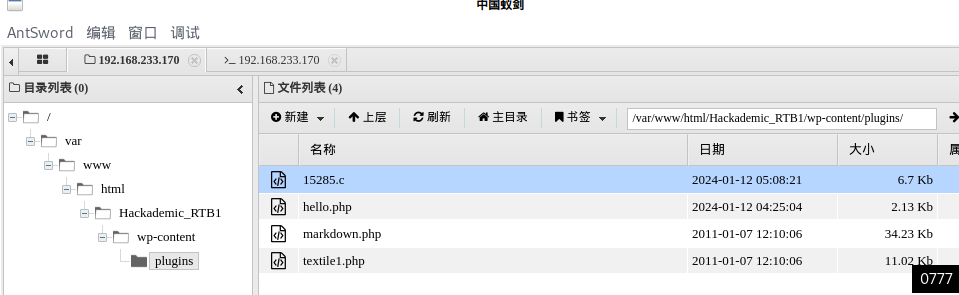 中国蚁剑
AntSword 编辑 窗口 调试
192.168.233.170 >_ 192.168.233.170
目录列表 (0) 文件列表 (4)
新建 上层 刷新 主目录 书签 /var/www/html/Hackademic_RTB1/wp-content/plugins/
/
var
www
html
Hackademic_RTB1
wp-content
plugins
名称 日期 大小
15285.c 2024-01-12 05:08:21 6.7 Kb
hello.php 2024-01-12 04:25:04 2.13 Kb
markdown.php 2011-01-07 12:10:06 34.23 Kb
textile1.php 2011-01-07 12:10:06 11.02 Kb
0777